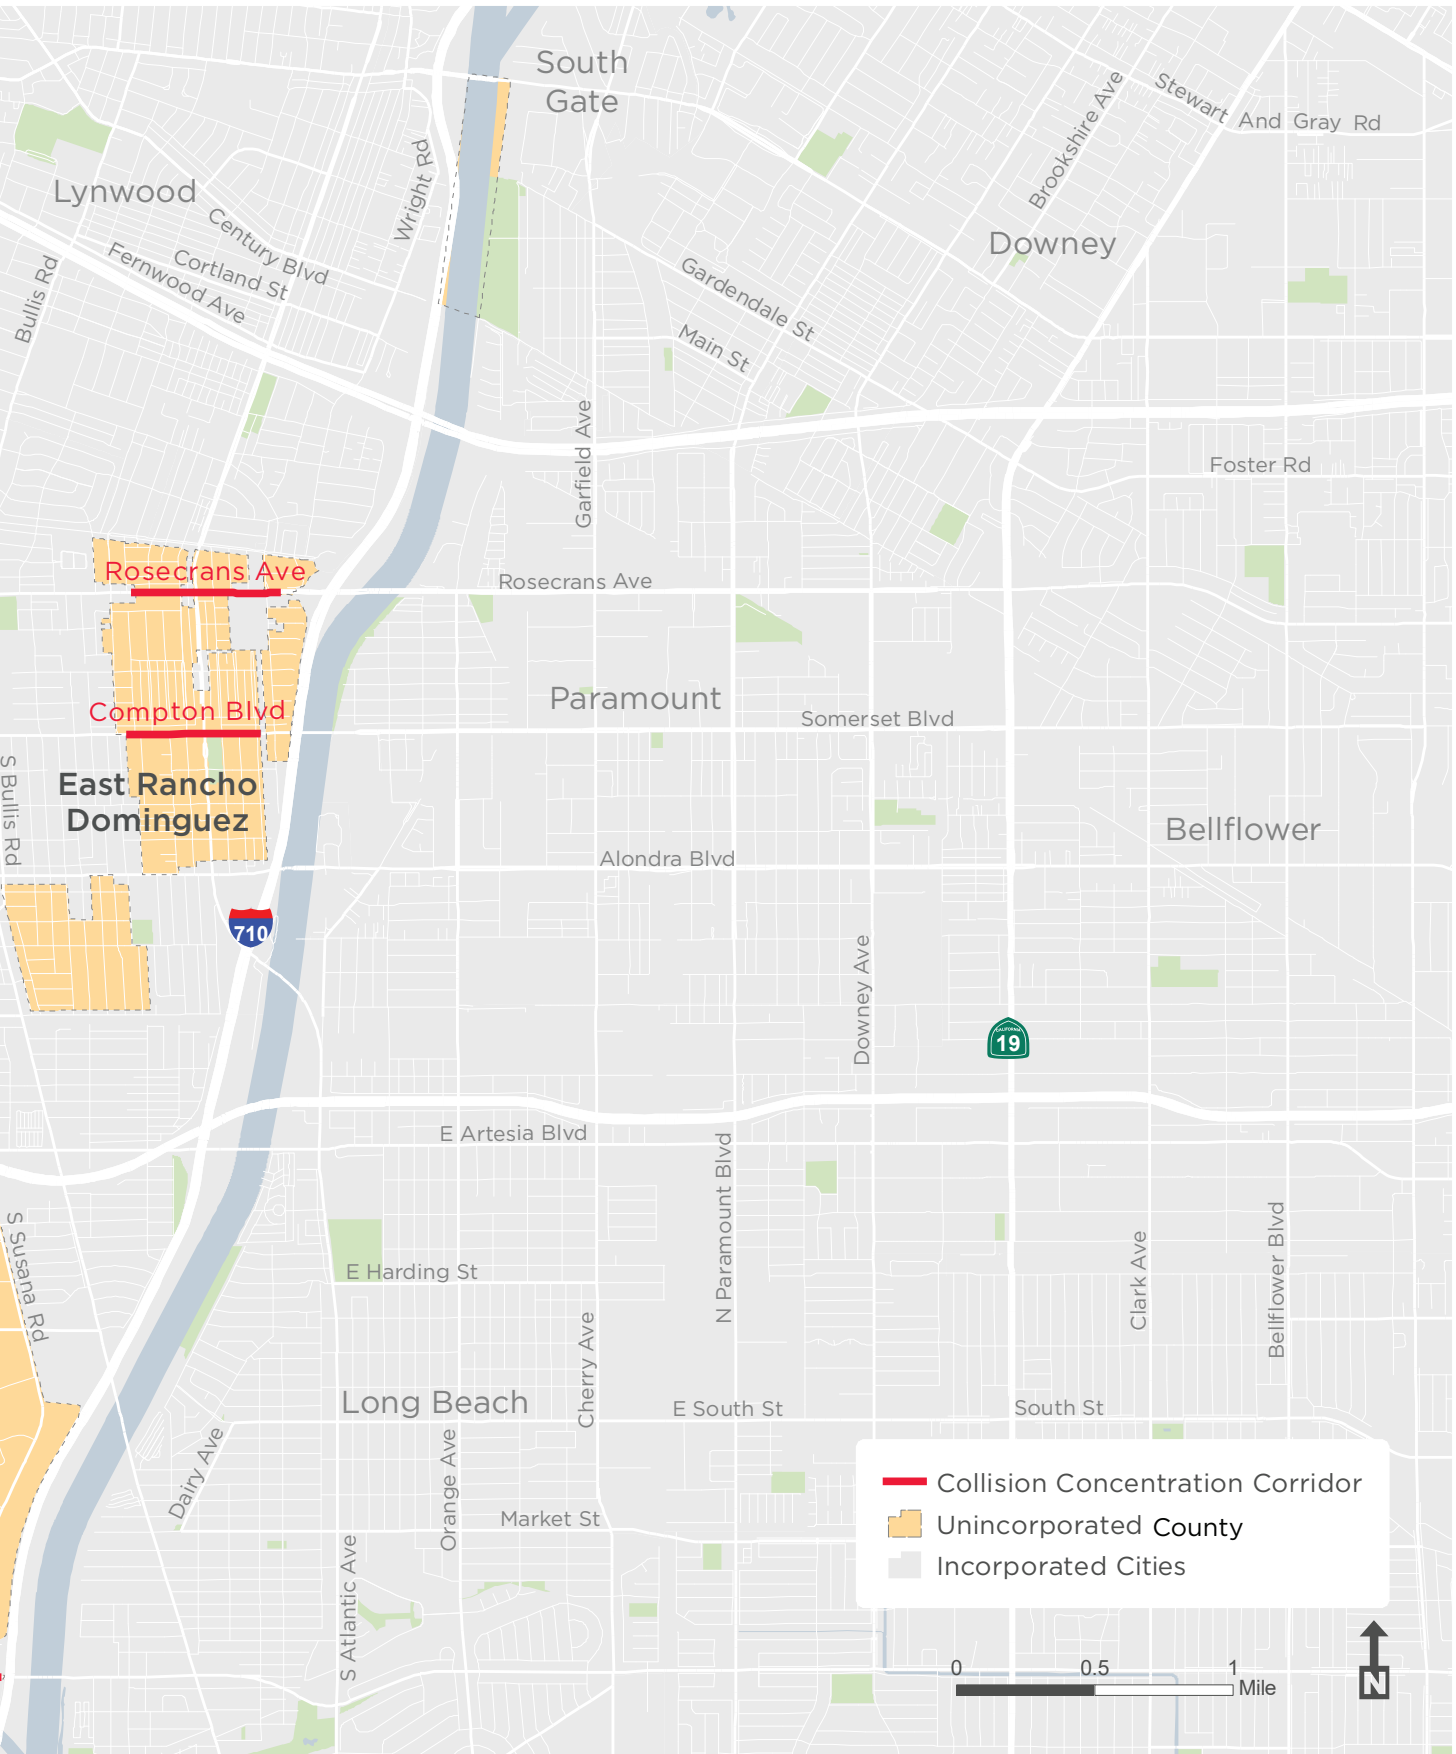 South
Gate
Stewart And Gray Rd
Brookshire Ave
Wright Rd
Lynwood
Century Blvd
Cortland St
Fernwood Ave
Bullis Rd
Downey
Gardendale St
Main St
Garfield Ave
Foster Rd
Rosecrans Ave
Rosecrans Ave
Paramount
Compton Blvd
Somerset Blvd
S Bullis Rd
East Rancho
Dominguez
Bellflower
Alondra Blvd
710
Downey Ave
CALIFORNIA
19
E Artesia Blvd
N Paramount Blvd
S Susana Rd
E Harding St
Clark Ave
Bellflower Blvd
Cherry Ave
Long Beach
E South St
South St
Dairy Ave
Orange Ave
Market St
S Atlantic Ave
Collision Concentration Corridor
Unincorporated County
Incorporated Cities
0 0.5 1
Mile
N